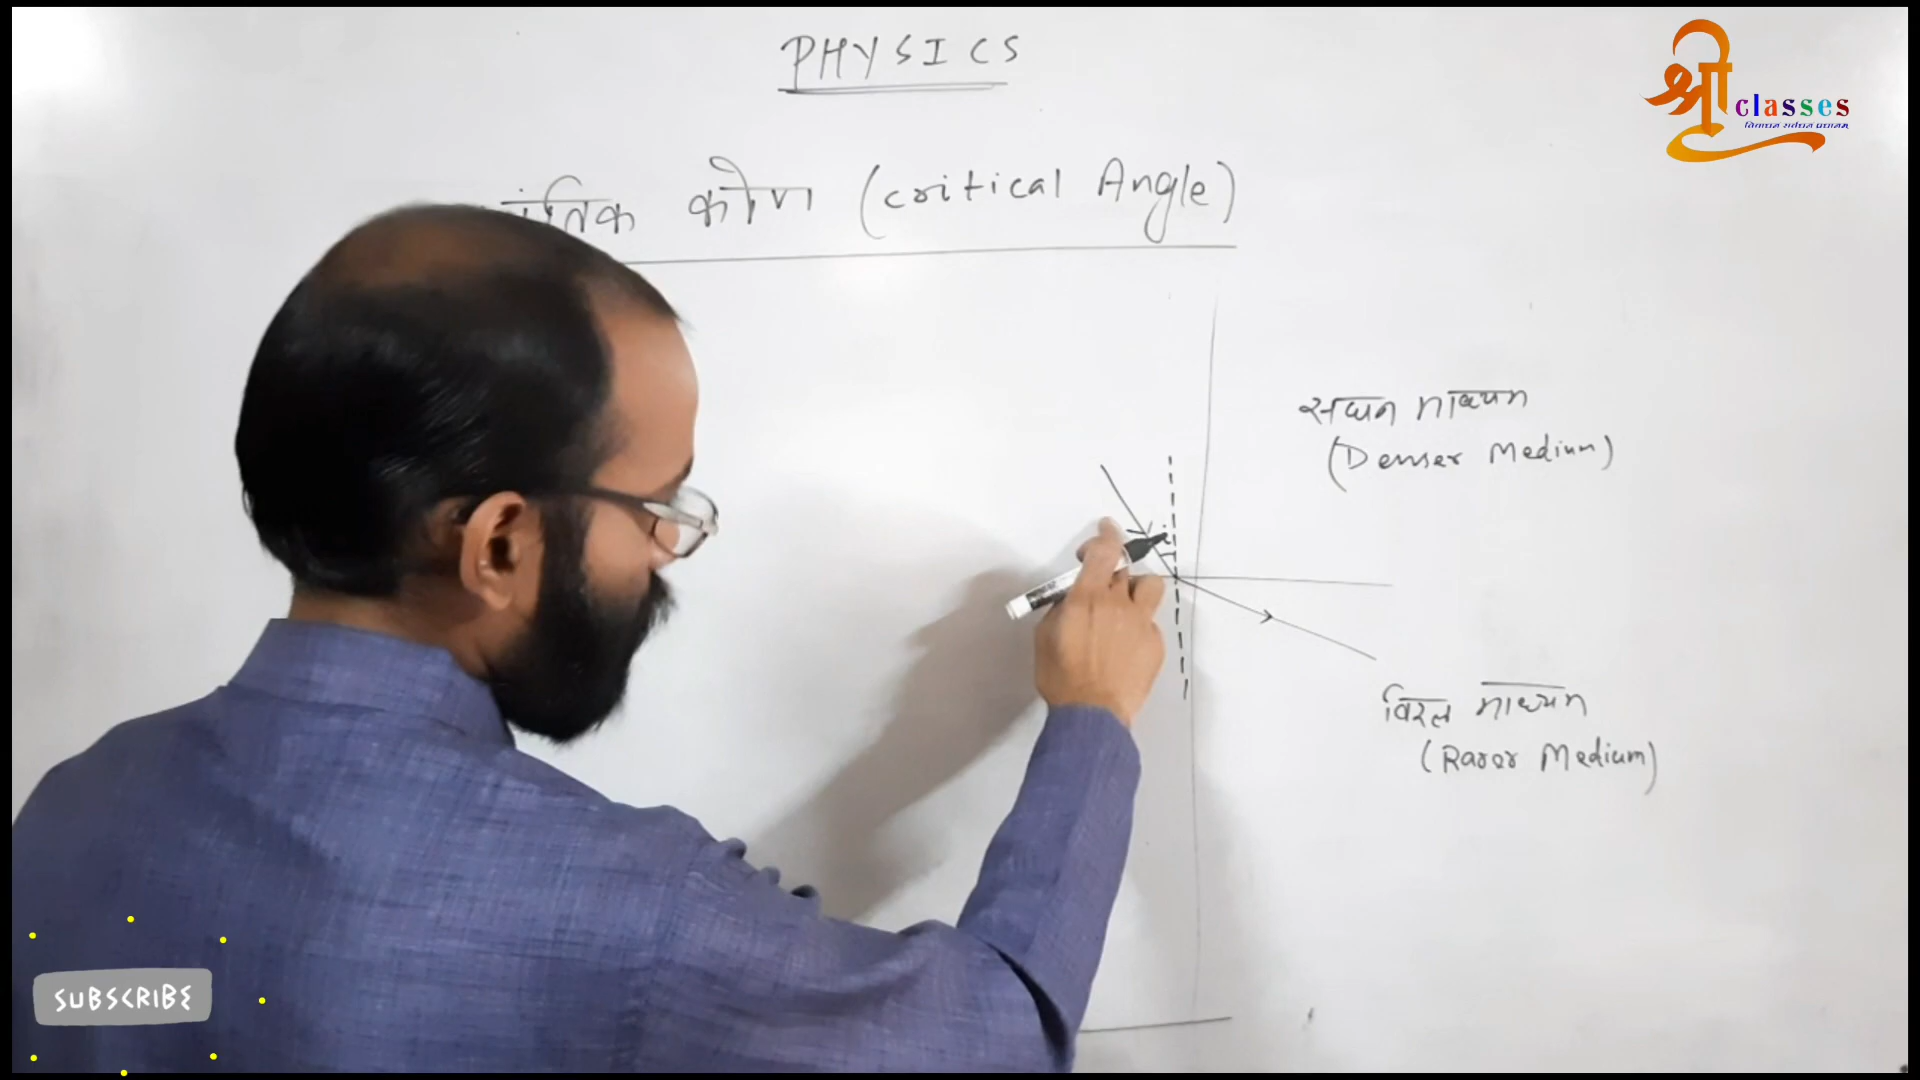 PHYSICS
श्री classes
कोण (Critical Angle)
सघन माध्यम
(Denser Medium)
i
विरल माध्यम
(Rarer Medium)
SUBSCRIBE